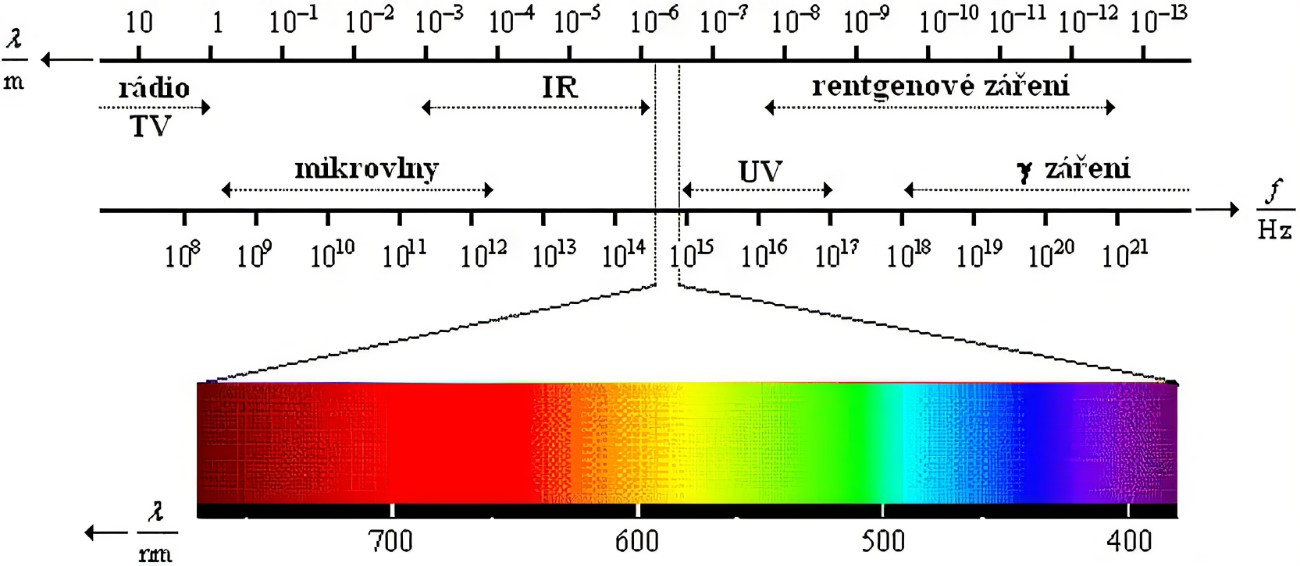 10 1 10⁻¹ 10⁻² 10⁻³ 10⁻⁴ 10⁻⁵ 10⁻⁶ 10⁻⁷ 10⁻⁸ 10⁻⁹ 10⁻¹⁰ 10⁻¹¹ 10⁻¹² 10⁻¹³
λ
m
rádio IR rentgenové záření
TV
mikrovlny UV γ záření
f
Hz
10⁸ 10⁹ 10¹⁰ 10¹¹ 10¹² 10¹³ 10¹⁴ 10¹⁵ 10¹⁶ 10¹⁷ 10¹⁸ 10¹⁹ 10²⁰ 10²¹
λ
nm
700 600 500 400